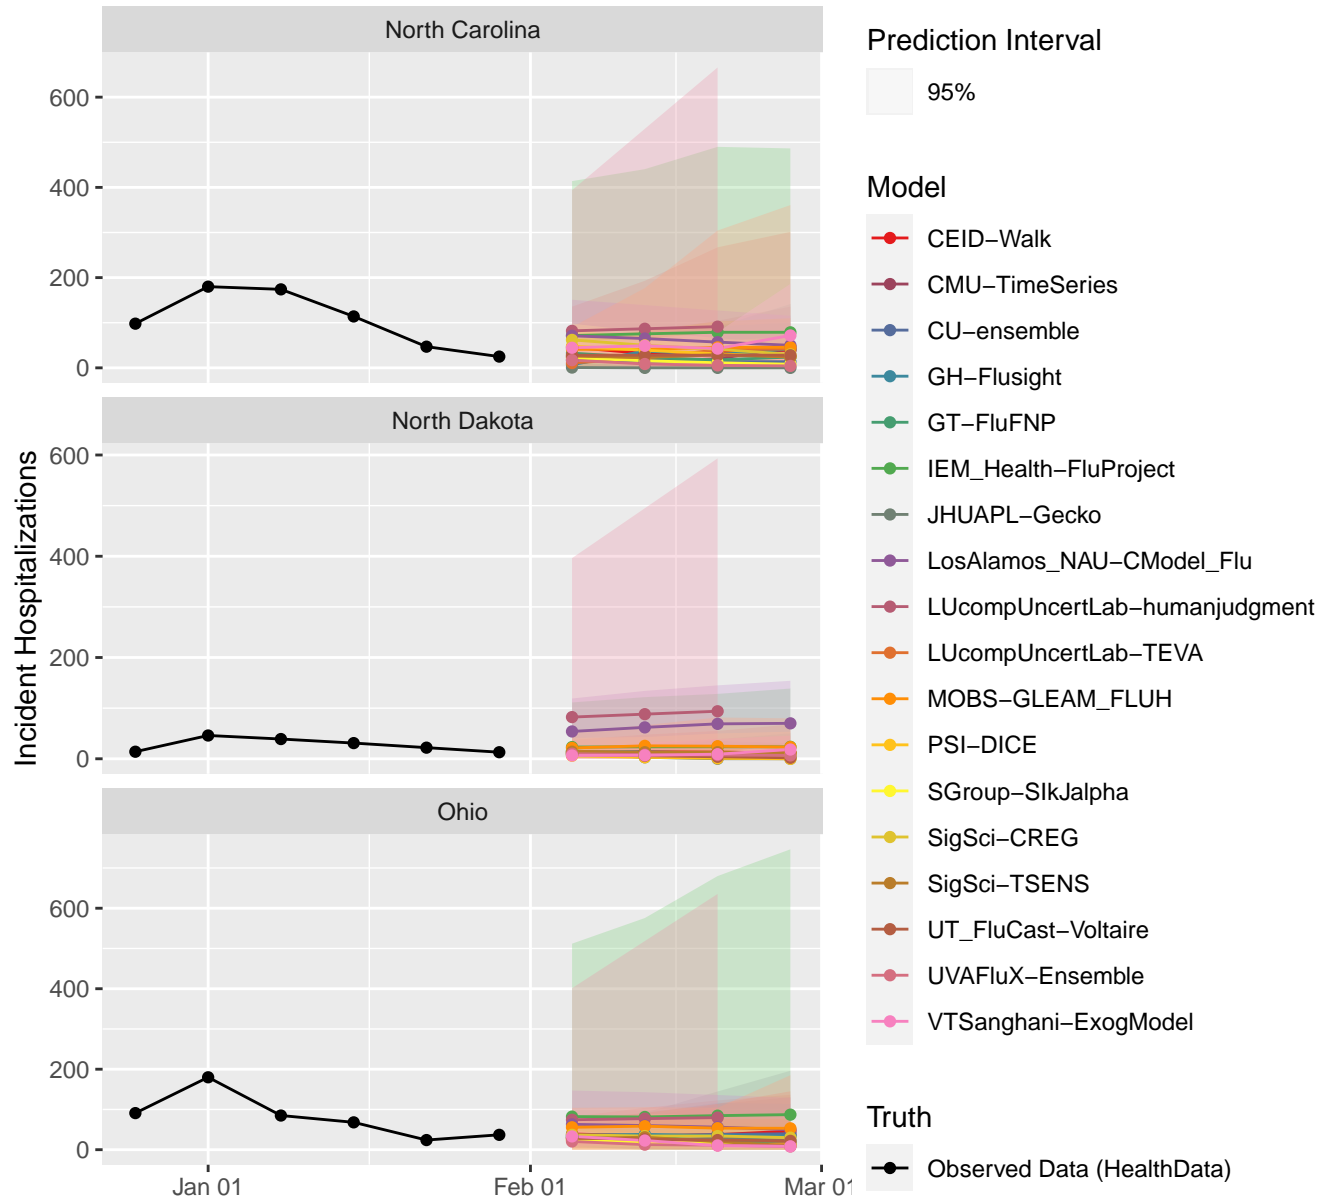 North Carolina
600
400
200
0
North Dakota
600
400
200
0
Ohio
600
400
200
0
Jan 01
Feb 01
Mar 01
Incident Hospitalizations
Prediction Interval
95%
Model
CEID−Walk
CMU−TimeSeries
CU−ensemble
GH−Flusight
GT−FluFNP
IEM_Health−FluProject
JHUAPL−Gecko
LosAlamos_NAU−CModel_Flu
LUcompUncertLab−humanjudgment
LUcompUncertLab−TEVA
MOBS−GLEAM_FLUH
PSI−DICE
SGroup−SIkJalpha
SigSci−CREG
SigSci−TSENS
UT_FluCast−Voltaire
UVAFluX−Ensemble
VTSanghani−ExogModel
Truth
Observed Data (HealthData)